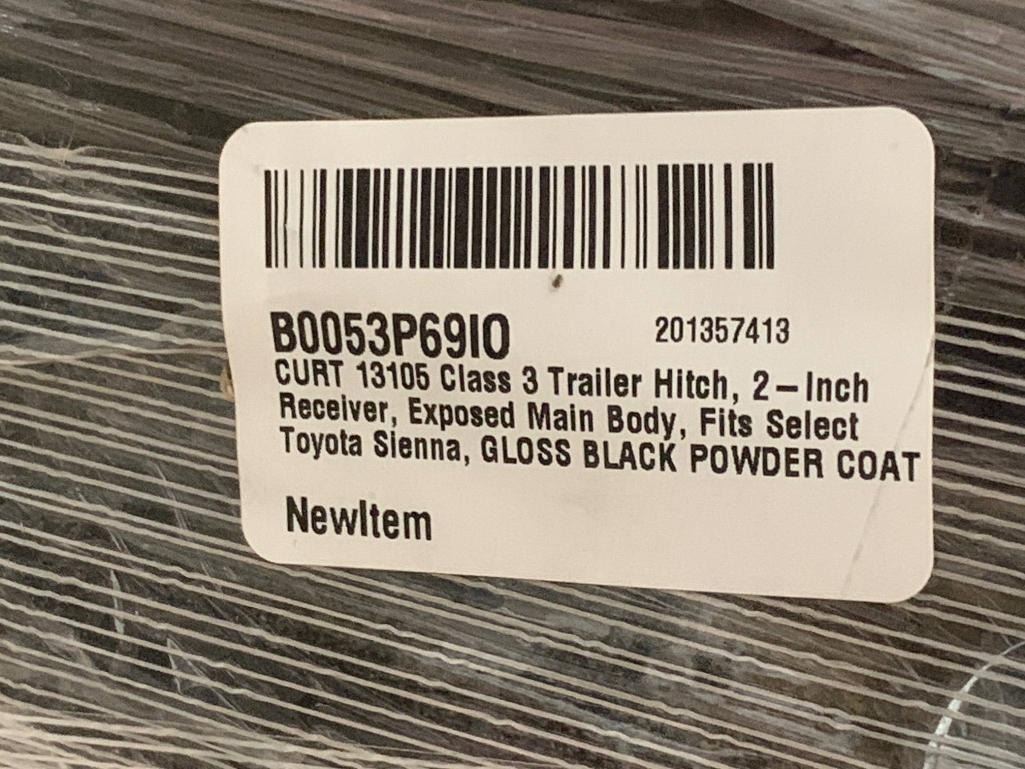 B0053P69IO
201357413
CURT 13105 Class 3 Trailer Hitch, 2-Inch
Receiver, Exposed Main Body, Fits Select
Toyota Sienna, GLOSS BLACK POWDER COAT
NewItem